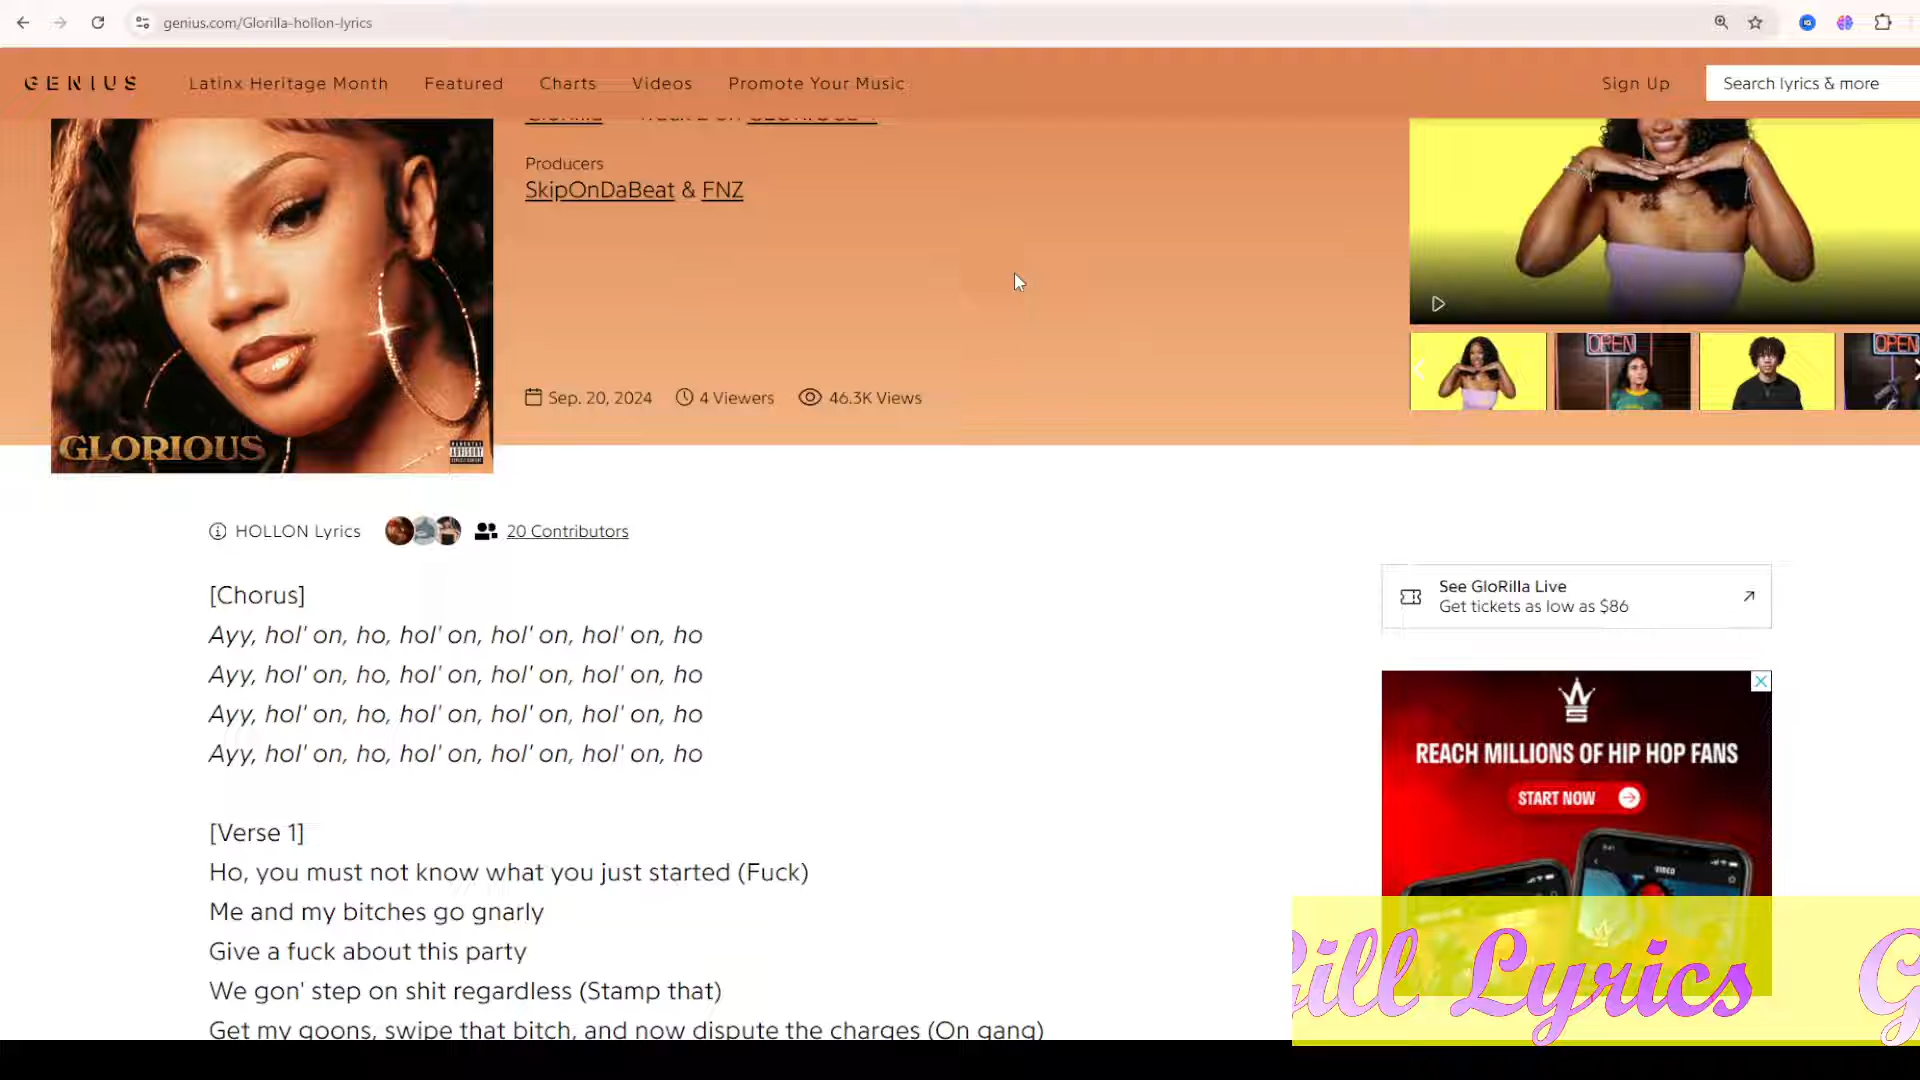 genius.com/Glorilla-hollon-lyrics
GENIUS
Latinx Heritage Month
Featured
Charts
Videos
Promote Your Music
Sign Up
Search lyrics & more
Producers
SkipOnDaBeat & FNZ
OPEN
OPEN
Sep. 20, 2024
4 Viewers
46.3K Views
GLORIOUS
PARENTAL
ADVISORY
HOLLON Lyrics
20 Contributors
[Chorus]
Ayy, hol' on, ho, hol' on, hol' on, hol' on, ho
Ayy, hol' on, ho, hol' on, hol' on, hol' on, ho
Ayy, hol' on, ho, hol' on, hol' on, hol' on, ho
Ayy, hol' on, ho, hol' on, hol' on, hol' on, ho
[Verse 1]
Ho, you must not know what you just started (Fuck)
Me and my bitches go gnarly
Give a fuck about this party
We gon' step on shit regardless (Stamp that)
Get my goons, swipe that bitch, and now dispute the charges (On gang)
See GloRilla Live
Get tickets as low as $86
REACH MILLIONS OF HIP HOP FANS
START NOW
VIDEO
Lyrics